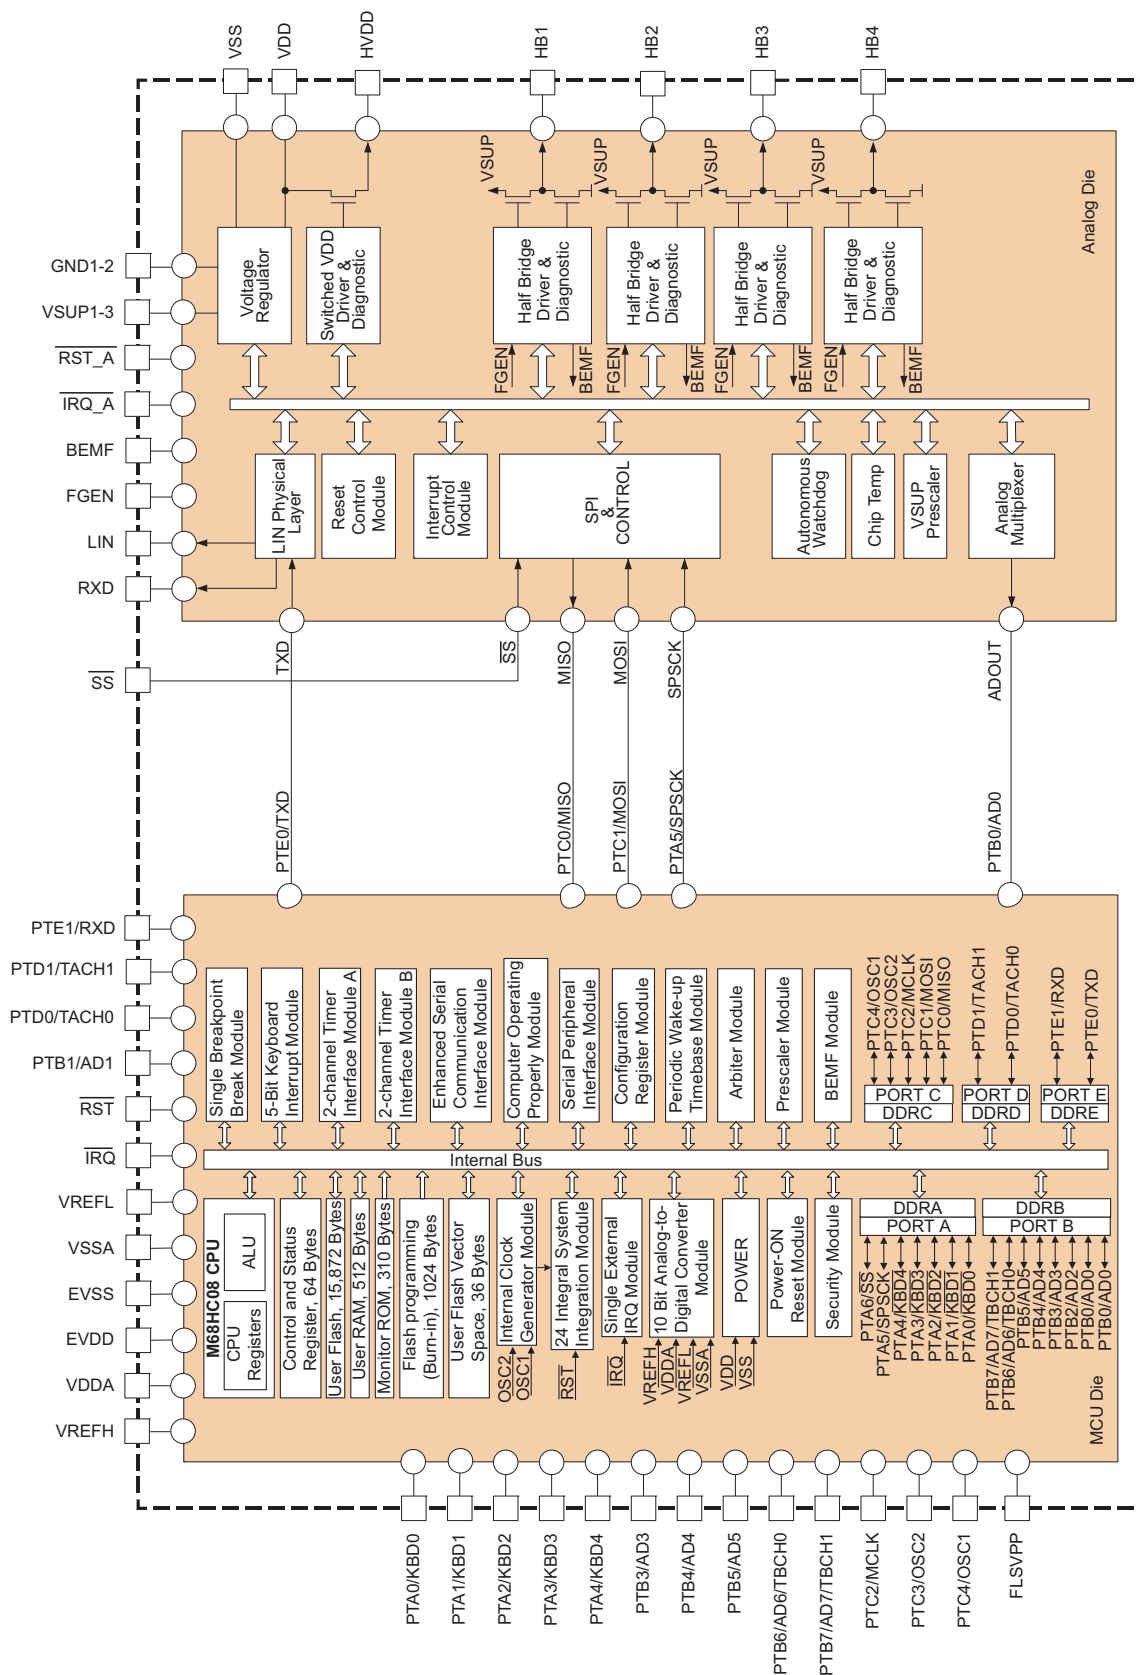 VSS
VDD
HVDD
HB1
HB2
HB3
HB4
GND1-2
VSUP1-3
RST_A
IRQ_A
BEMF
FGEN
LIN
RXD
SS
Analog Die
VSUP
VSUP
VSUP
VSUP
Voltage
Regulator
Switched VDD
Driver &
Diagnostic
Half Bridge
Driver &
Diagnostic
Half Bridge
Driver &
Diagnostic
Half Bridge
Driver &
Diagnostic
Half Bridge
Driver &
Diagnostic
FGEN
BEMF
FGEN
BEMF
FGEN
BEMF
FGEN
BEMF
LIN Physical
Layer
Reset
Control
Module
Interrupt
Control
Module
SPI
&
CONTROL
Autonomous
Watchdog
Chip Temp
VSUP
Prescaler
Analog
Multiplexer
TXD
SS
MISO
MOSI
SPSCK
ADOUT
PTE0/TXD
PTC0/MISO
PTC1/MOSI
PTA5/SPSCK
PTB0/AD0
PTE1/RXD
PTD1/TACH1
PTD0/TACH0
PTB1/AD1
RST
IRQ
VREFL
VSSA
EVSS
EVDD
VDDA
VREFH
Single Breakpoint
Break Module
5-Bit Keyboard
Interrupt Module
2-channel Timer
Interface Module A
2-channel Timer
Interface Module B
Enhanced Serial
Communication
Interface Module
Computer Operating
Properly Module
Serial Peripheral
Interface Module
Configuration
Register Module
Periodic Wake-up
Timebase Module
Arbiter Module
Prescaler Module
BEMF Module
PTC4/OSC1
PTC3/OSC2
PTC2/MCLK
PTC1/MOSI
PTC0/MISO
PORT C
DDRC
PTD1/TACH1
PTD0/TACH0
PORT D
DDRD
PTE1/RXD
PTE0/TXD
PORT E
DDRE
Internal Bus
M68HC08 CPU
CPU
Registers
ALU
Control and Status
Register, 64 Bytes
User Flash, 15,872 Bytes
User RAM, 512 Bytes
Monitor ROM, 310 Bytes
Flash programming
(Burn-in), 1024 Bytes
User Flash Vector
Space, 36 Bytes
Internal Clock
Generator Module
OSC2
OSC1
24 Integral System
Integration Module
RST
Single External
IRQ Module
IRQ
10 Bit Analog-to-
Digital Converter
Module
VREFH
VDDA
VREFL
VSSA
POWER
VDD
VSS
Power-ON
Reset Module
Security Module
DDRA
PORT A
PTA6/SS
PTA5/SPSCK
PTA4/KBD4
PTA3/KBD3
PTA2/KBD2
PTA1/KBD1
PTA0/KBD0
DDRB
PORT B
PTB7/AD7/TBCH1
PTB6/AD6/TBCH0
PTB5/AD5
PTB4/AD4
PTB3/AD3
PTB2/AD2
PTB0/AD0
PTB0/AD0
MCU Die
PTA0/KBD0
PTA1/KBD1
PTA2/KBD2
PTA3/KBD3
PTA4/KBD4
PTB3/AD3
PTB4/AD4
PTB5/AD5
PTB6/AD6/TBCH0
PTB7/AD7/TBCH1
PTC2/MCLK
PTC3/OSC2
PTC4/OSC1
FLSVPP